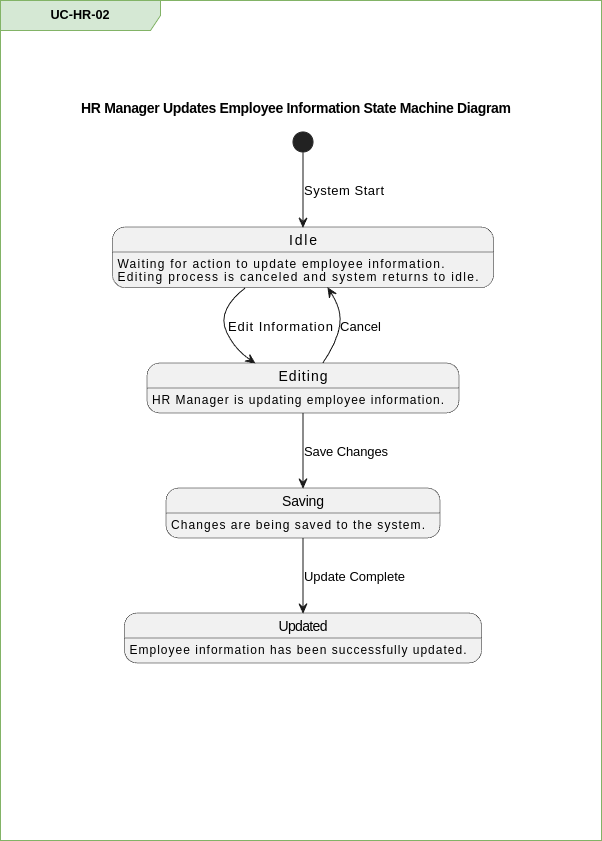 UC-HR-02
HR Manager Updates Employee Information State Machine Diagram
System Start
Idle
Waiting for action to update employee information.
Editing process is canceled and system returns to idle.
Edit Information
Cancel
Editing
HR Manager is updating employee information.
Save Changes
Saving
Changes are being saved to the system.
Update Complete
Updated
Employee information has been successfully updated.